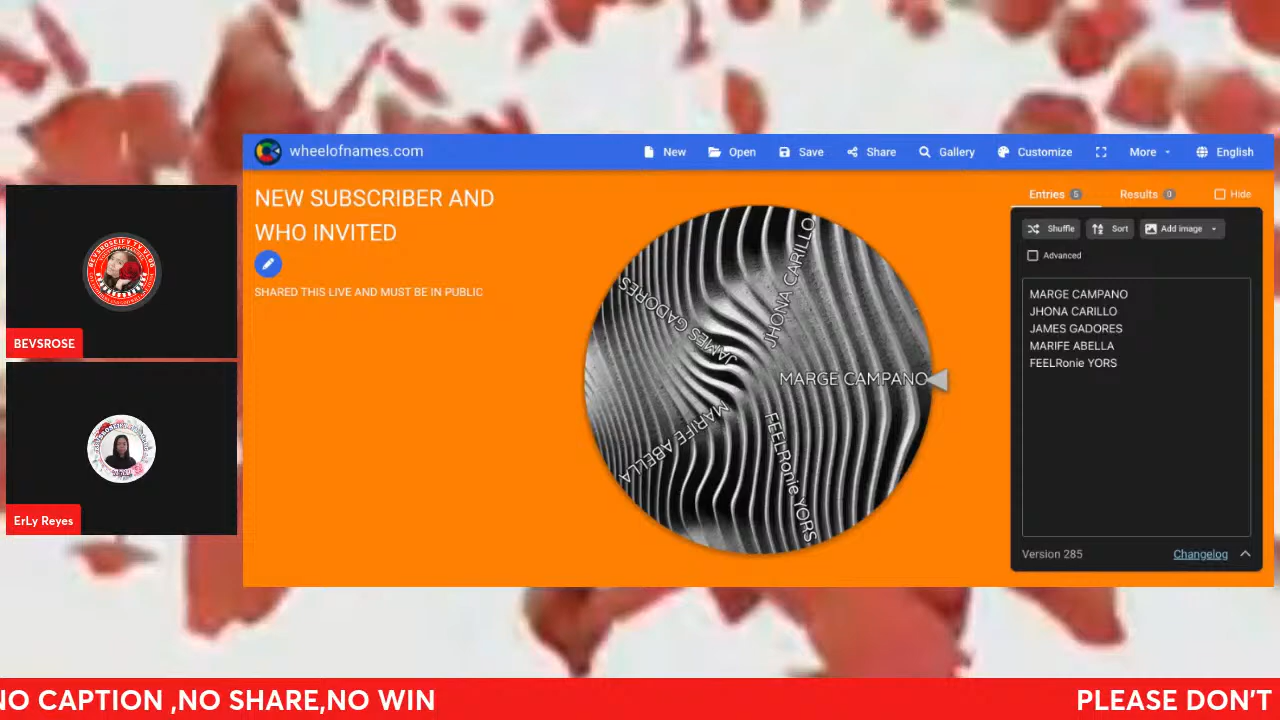 wheelofnames.com
New
Open
Save
Share
Gallery
Customize
More
English
NEW SUBSCRIBER AND
WHO INVITED
SHARED THIS LIVE AND MUST BE IN PUBLIC
Entries 5
Results 0
Hide
Shuffle
Sort
Add image
Advanced
MARGE CAMPANO
JHONA CARILLO
JAMES GADORES
MARIFE ABELLA
FEELRonie YORS
Version 285
Changelog
JHONA CARILLO
JAMES GADORES
MARGE CAMPANO
MARIFE ABELLA
FEELRonie YORS
BEVSROSE
ErLy Reyes
NO CAPTION ,NO SHARE,NO WIN
PLEASE DON'T